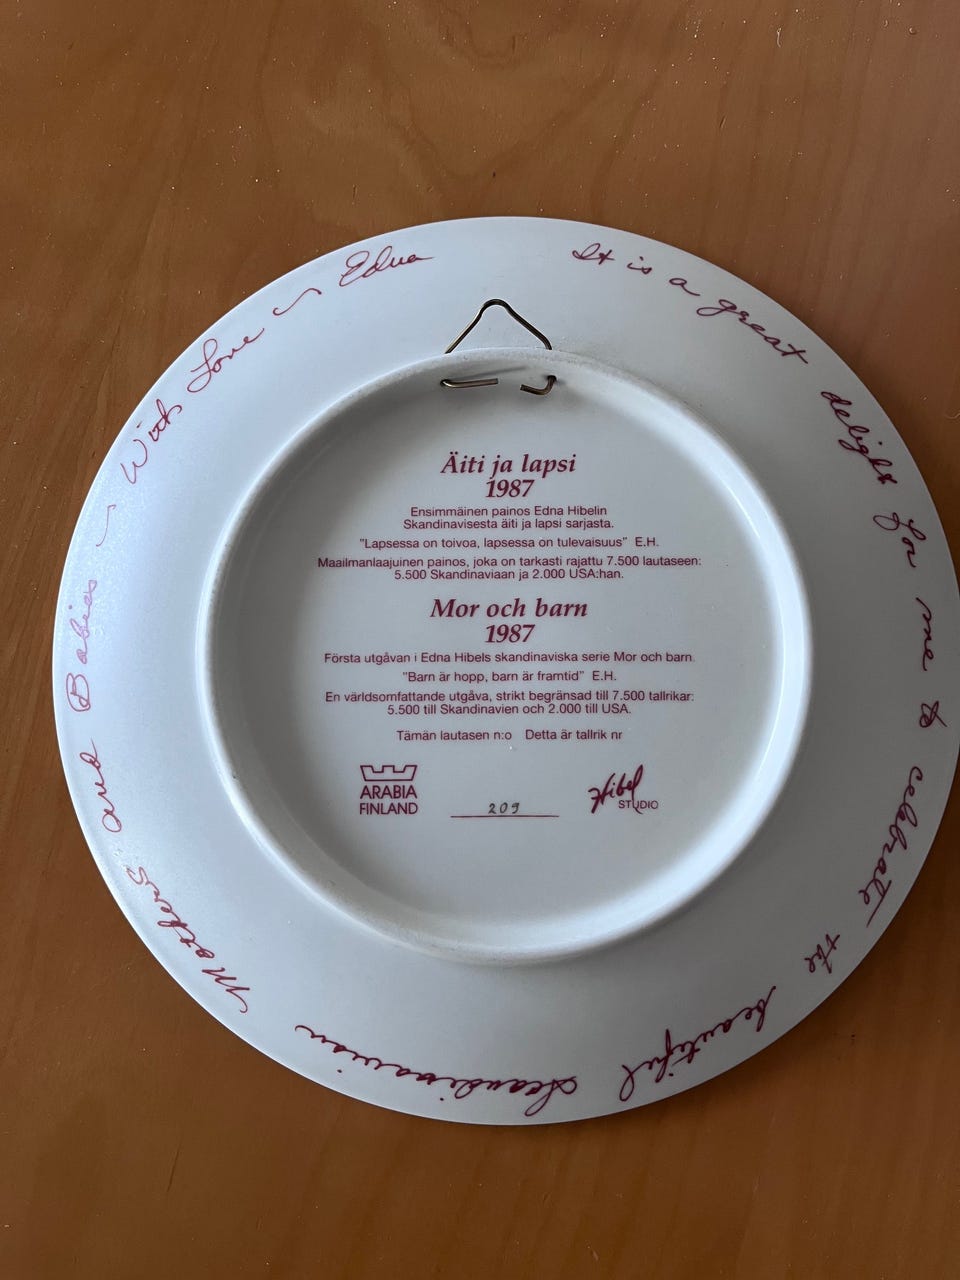 It is a great delight for me to celebrate the beautiful Scandinavian Mothers and Babies ~ With Love ~ Edna
Äiti ja lapsi
1987
Ensimmäinen painos Edna Hibelin
Skandinavisesta äiti ja lapsi sarjasta.
"Lapsessa on toivoa, lapsessa on tulevaisuus" E.H.
Maailmanlaajuinen painos, joka on tarkasti rajattu 7.500 lautaseen:
5.500 Skandinaviaan ja 2.000 USA:han.
Mor och barn
1987
Första utgåvan i Edna Hibels skandinaviska serie Mor och barn.
"Barn är hopp, barn är framtid" E.H.
En världsomfattande utgåva, strikt begränsad till 7.500 tallrikar:
5.500 till Skandinavien och 2.000 till USA.
Tämän lautasen n:o Detta är tallrik nr
ARABIA
FINLAND
209
Hibel
STUDIO